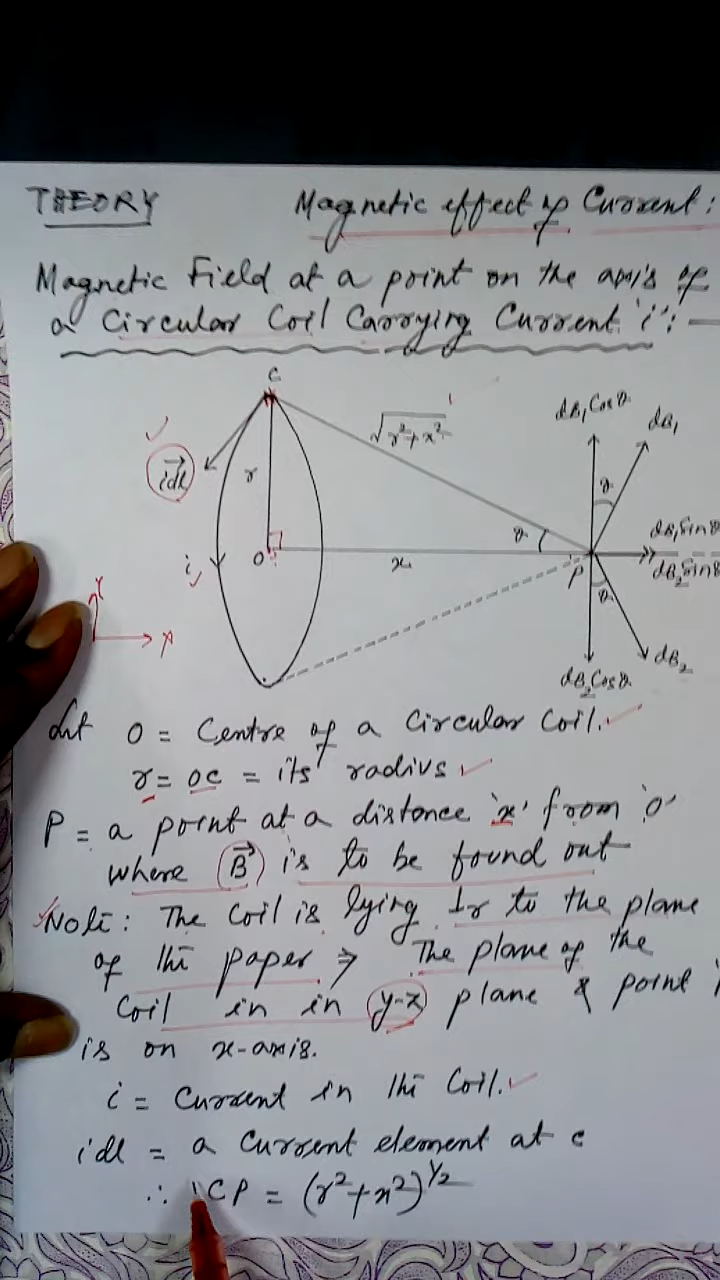 THEORY Magnetic effect of Current:
Magnetic Field at a point on the axis of
a Circular Coil Carrying Current 'i': —
C
√r²+x²
dB₁Cosθ
dB₁
idl
r
θ
θ
dB₁Sinθ
O
x
P
dB₂Sinθ
i
θ
Y
X
dB₂
dB₂Cosθ
Let O = Centre of a Circular Coil.
r = OC = its radius
P = a point at a distance 'x' from 'O'
where B is to be found out
Note: The Coil is lying ⊥r to the plane
of the paper ⇒ The plane of the
Coil in in y-z plane & point
is on x-axis.
i = Current in the Coil.
idl = a Current element at c
∴ CP = (r²+x²)^1/2